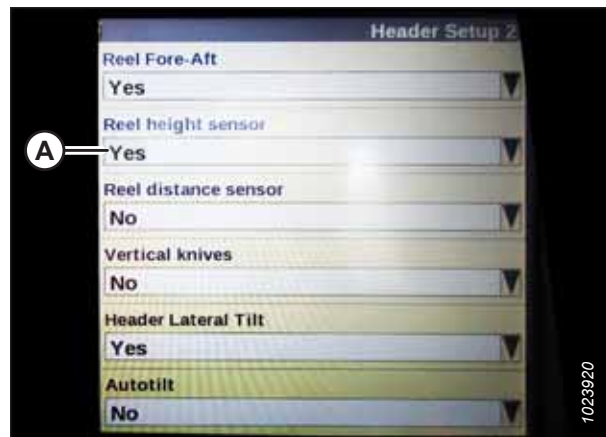 Header Setup 2
Reel Fore-Aft
Yes
Reel height sensor
A
Yes
Reel distance sensor
No
Vertical knives
No
Header Lateral Tilt
Yes
Autotilt
No
1023920